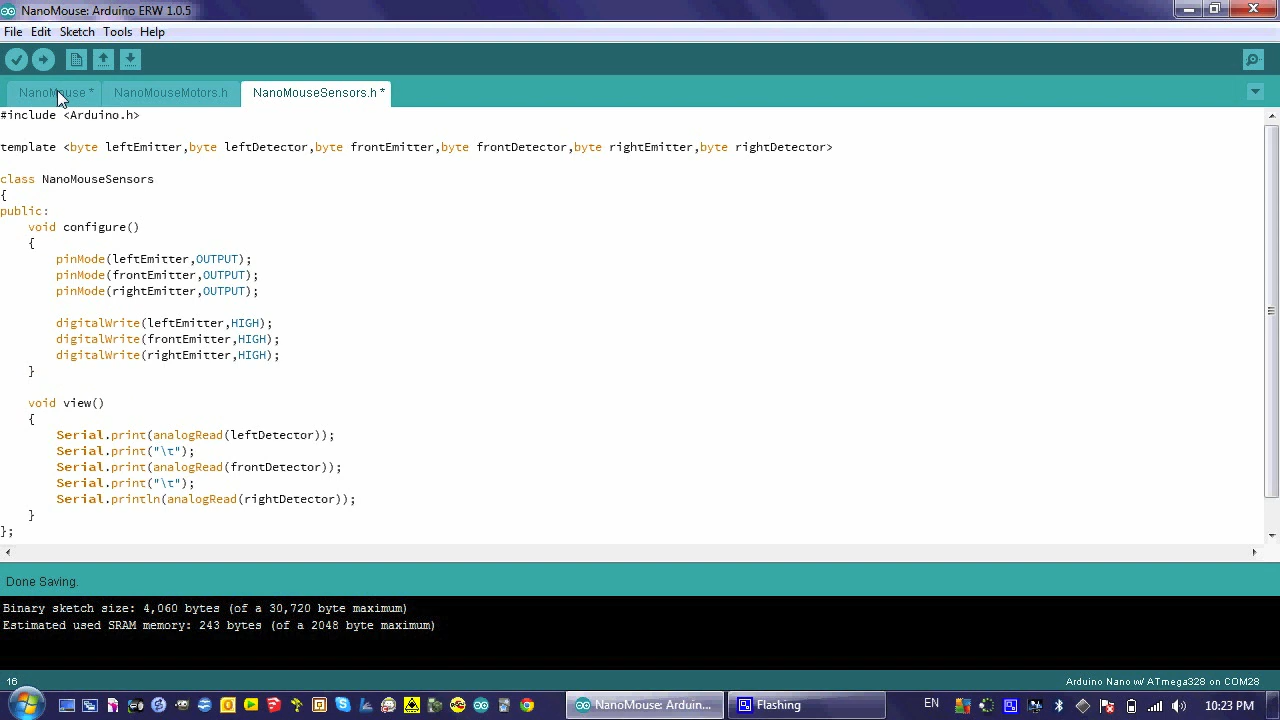 NanoMouse: Arduino ERW 1.0.5
File Edit Sketch Tools Help
NanoMouse * NanoMouseMotors.h NanoMouseSensors.h *
#include <Arduino.h>
template <byte leftEmitter,byte leftDetector,byte frontEmitter,byte frontDetector,byte rightEmitter,byte rightDetector>
class NanoMouseSensors
{
public:
void configure()
{
pinMode(leftEmitter,OUTPUT);
pinMode(frontEmitter,OUTPUT);
pinMode(rightEmitter,OUTPUT);
digitalWrite(leftEmitter,HIGH);
digitalWrite(frontEmitter,HIGH);
digitalWrite(rightEmitter,HIGH);
}
void view()
{
Serial.print(analogRead(leftDetector));
Serial.print("\t");
Serial.print(analogRead(frontDetector));
Serial.print("\t");
Serial.println(analogRead(rightDetector));
}
};
Done Saving.
Binary sketch size: 4,060 bytes (of a 30,720 byte maximum)
Estimated used SRAM memory: 243 bytes (of a 2048 byte maximum)
16 Arduino Nano w/ ATmega328 on COM28
NanoMouse: Arduin... Flashing EN 10:23 PM